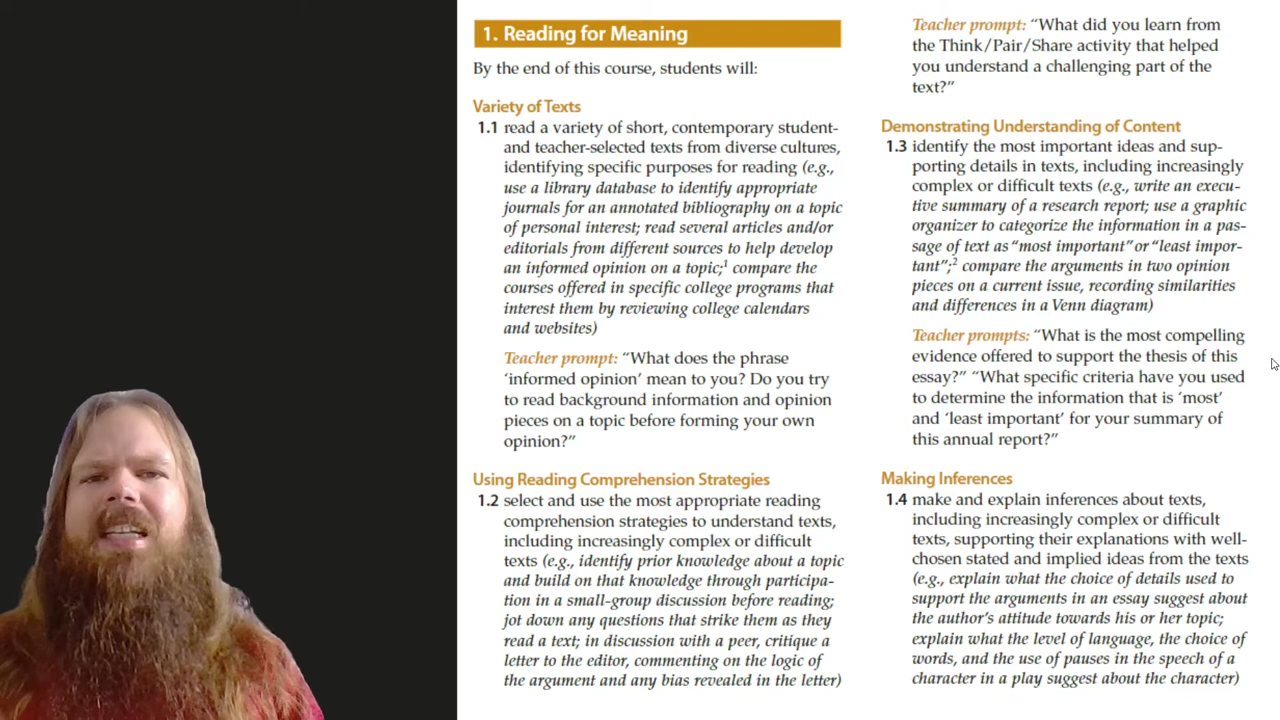 1. Reading for Meaning
By the end of this course, students will:
Variety of Texts
1.1 read a variety of short, contemporary student-
and teacher-selected texts from diverse cultures,
identifying specific purposes for reading (e.g.,
use a library database to identify appropriate
journals for an annotated bibliography on a topic
of personal interest; read several articles and/or
editorials from different sources to help develop
an informed opinion on a topic;1 compare the
courses offered in specific college programs that
interest them by reviewing college calendars
and websites)
Teacher prompt: “What does the phrase
‘informed opinion’ mean to you? Do you try
to read background information and opinion
pieces on a topic before forming your own
opinion?”
Using Reading Comprehension Strategies
1.2 select and use the most appropriate reading
comprehension strategies to understand texts,
including increasingly complex or difficult
texts (e.g., identify prior knowledge about a topic
and build on that knowledge through participa-
tion in a small-group discussion before reading;
jot down any questions that strike them as they
read a text; in discussion with a peer, critique a
letter to the editor, commenting on the logic of
the argument and any bias revealed in the letter)
Teacher prompt: “What did you learn from
the Think/Pair/Share activity that helped
you understand a challenging part of the
text?”
Demonstrating Understanding of Content
1.3 identify the most important ideas and sup-
porting details in texts, including increasingly
complex or difficult texts (e.g., write an execu-
tive summary of a research report; use a graphic
organizer to categorize the information in a pas-
sage of text as “most important” or “least impor-
tant”;2 compare the arguments in two opinion
pieces on a current issue, recording similarities
and differences in a Venn diagram)
Teacher prompts: “What is the most compelling
evidence offered to support the thesis of this
essay?” “What specific criteria have you used
to determine the information that is ‘most’
and ‘least important’ for your summary of
this annual report?”
Making Inferences
1.4 make and explain inferences about texts,
including increasingly complex or difficult
texts, supporting their explanations with well-
chosen stated and implied ideas from the texts
(e.g., explain what the choice of details used to
support the arguments in an essay suggest about
the author’s attitude towards his or her topic;
explain what the level of language, the choice of
words, and the use of pauses in the speech of a
character in a play suggest about the character)